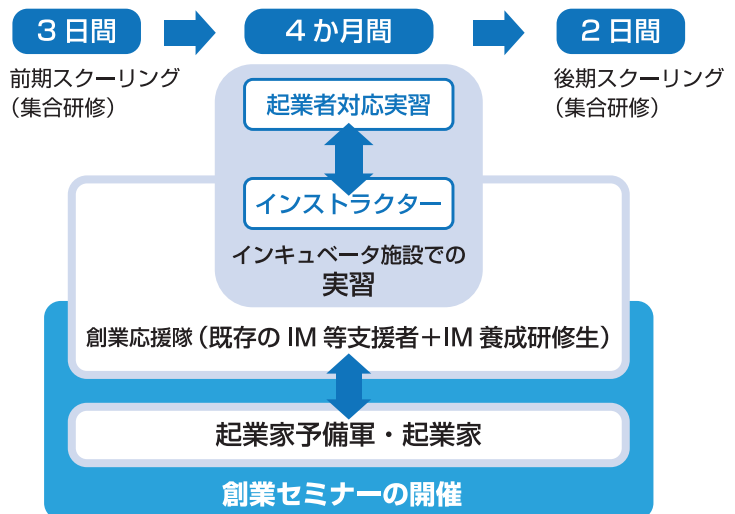 3日間
4か月間
2日間
前期スクーリング
(集合研修)
後期スクーリング
(集合研修)
起業者対応実習
インストラクター
インキュベータ施設での
実習
創業応援隊(既存のIM等支援者+IM養成研修生)
起業家予備軍・起業家
創業セミナーの開催